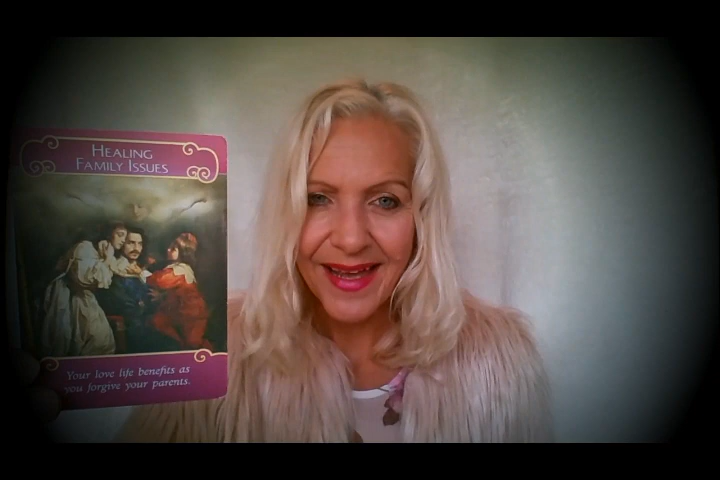 HEALING
FAMILY ISSUES
Your love life benefits as
you forgive your parents.